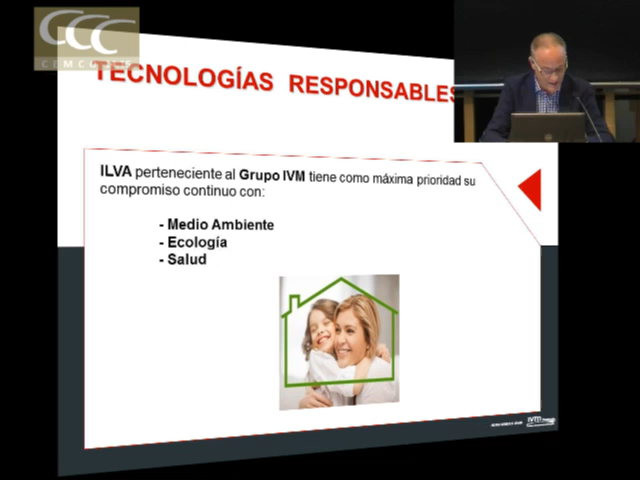 CCC
TECNOLOGÍAS RESPONSABLES
ILVA perteneciente al Grupo IVM tiene como máxima prioridad su
compromiso continuo con:
- Medio Ambiente
- Ecología
- Salud